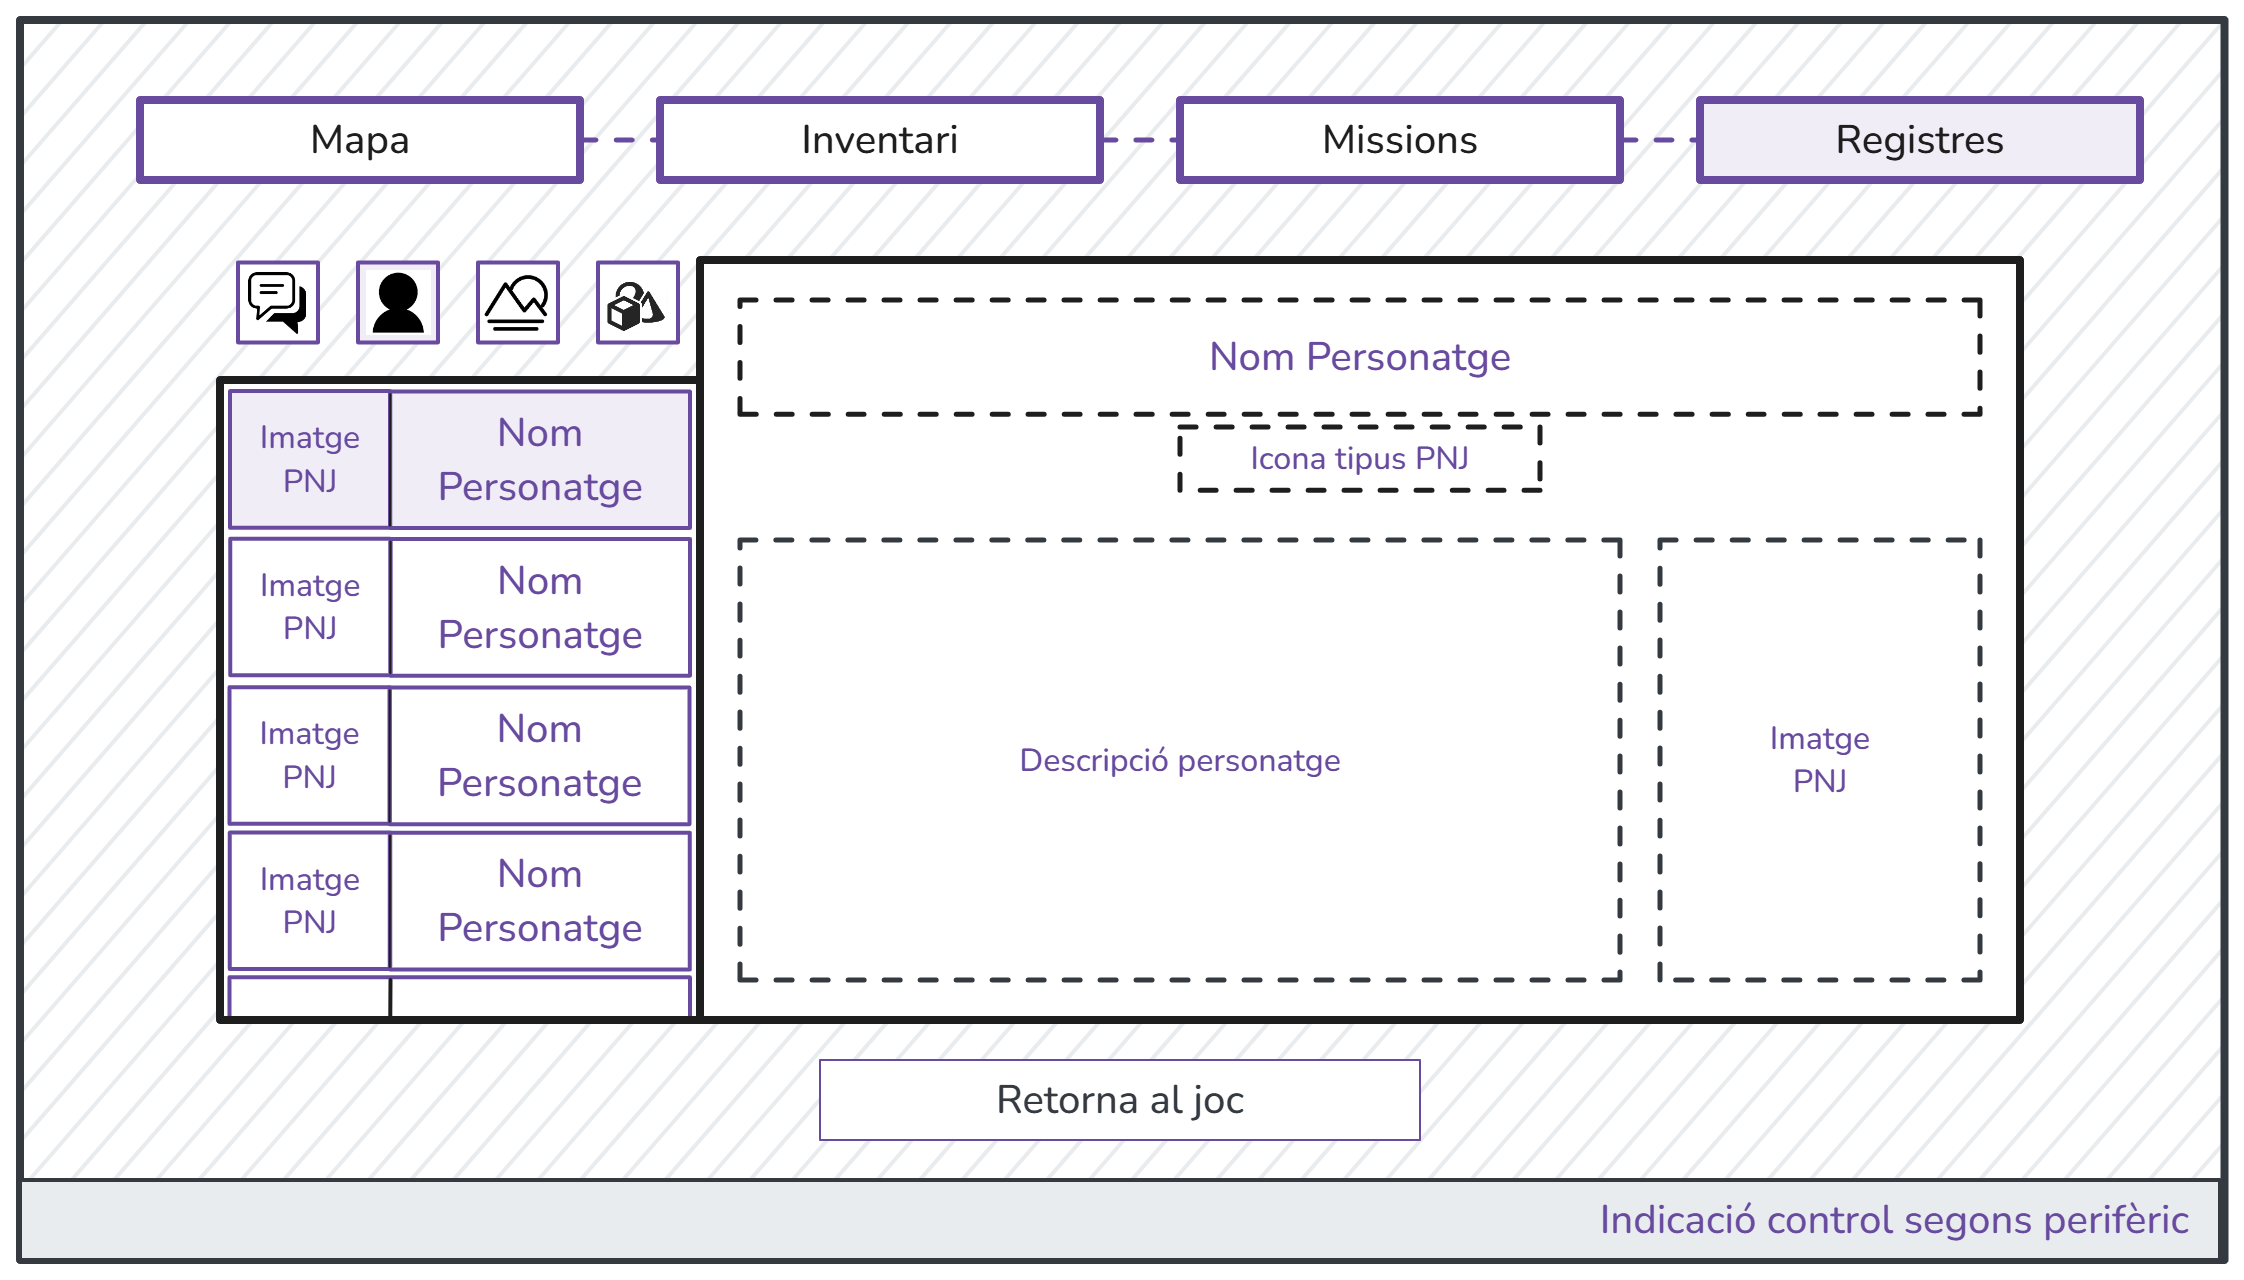 Mapa
Inventari
Missions
Registres
Imatge
PNJ
Nom
Personatge
Imatge
PNJ
Nom
Personatge
Imatge
PNJ
Nom
Personatge
Imatge
PNJ
Nom
Personatge
Nom Personatge
Icona tipus PNJ
Descripció personatge
Imatge
PNJ
Retorna al joc
Indicació control segons perifèric